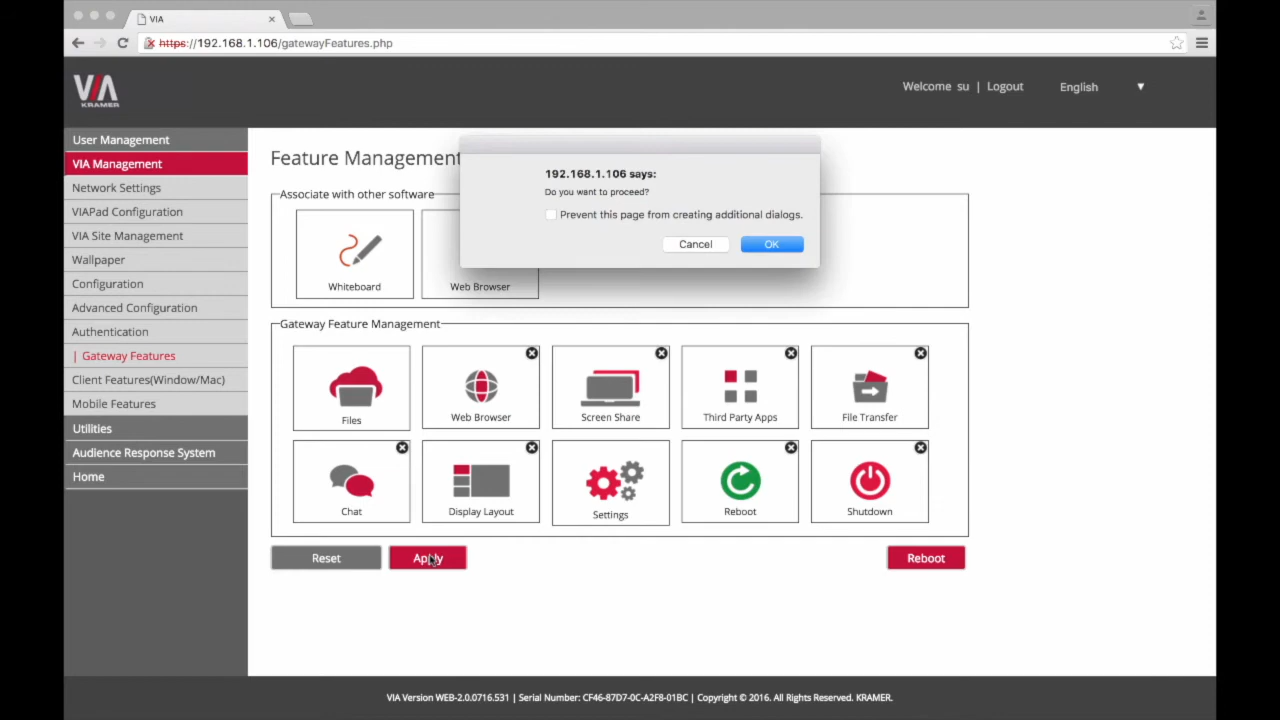 VIA
https://192.168.1.106/gatewayFeatures.php
VIA
KRAMER
Welcome su | Logout
English
User Management
VIA Management
Network Settings
VIAPad Configuration
VIA Site Management
Wallpaper
Configuration
Advanced Configuration
Authentication
| Gateway Features
Client Features(Window/Mac)
Mobile Features
Utilities
Audience Response System
Home
Feature Management
192.168.1.106 says:
Do you want to proceed?
Prevent this page from creating additional dialogs.
Cancel
OK
Associate with other software
Whiteboard
Web Browser
Gateway Feature Management
Files
Web Browser
Screen Share
Third Party Apps
File Transfer
Chat
Display Layout
Settings
Reboot
Shutdown
Reset
Apply
Reboot
VIA Version WEB-2.0.0716.531 | Serial Number: CF46-87D7-0C-A2F8-01BC | Copyright © 2016. All Rights Reserved. KRAMER.